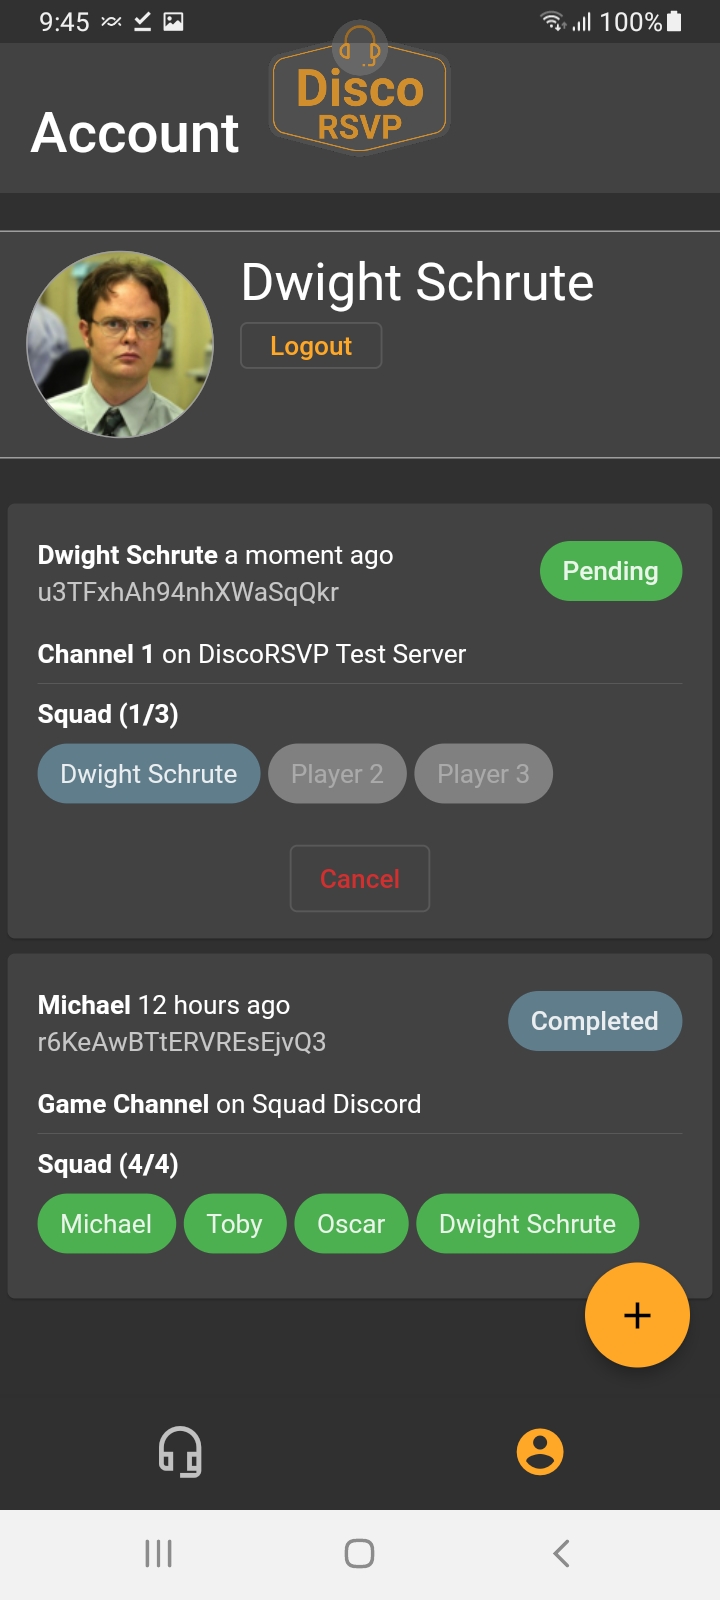 9:45
100%
Disco
RSVP
Account
Dwight Schrute
Logout
Dwight Schrute a moment ago
Pending
u3TFxhAh94nhXWaSqQkr
Channel 1 on DiscoRSVP Test Server
Squad (1/3)
Dwight Schrute Player 2 Player 3
Cancel
Michael 12 hours ago
Completed
r6KeAwBTtERVREsEjvQ3
Game Channel on Squad Discord
Squad (4/4)
Michael Toby Oscar Dwight Schrute
+